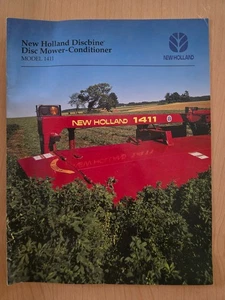 New Holland Discbine®
Disc Mower-Conditioner
MODEL 1411
NEW HOLLAND
NEW HOLLAND 1411